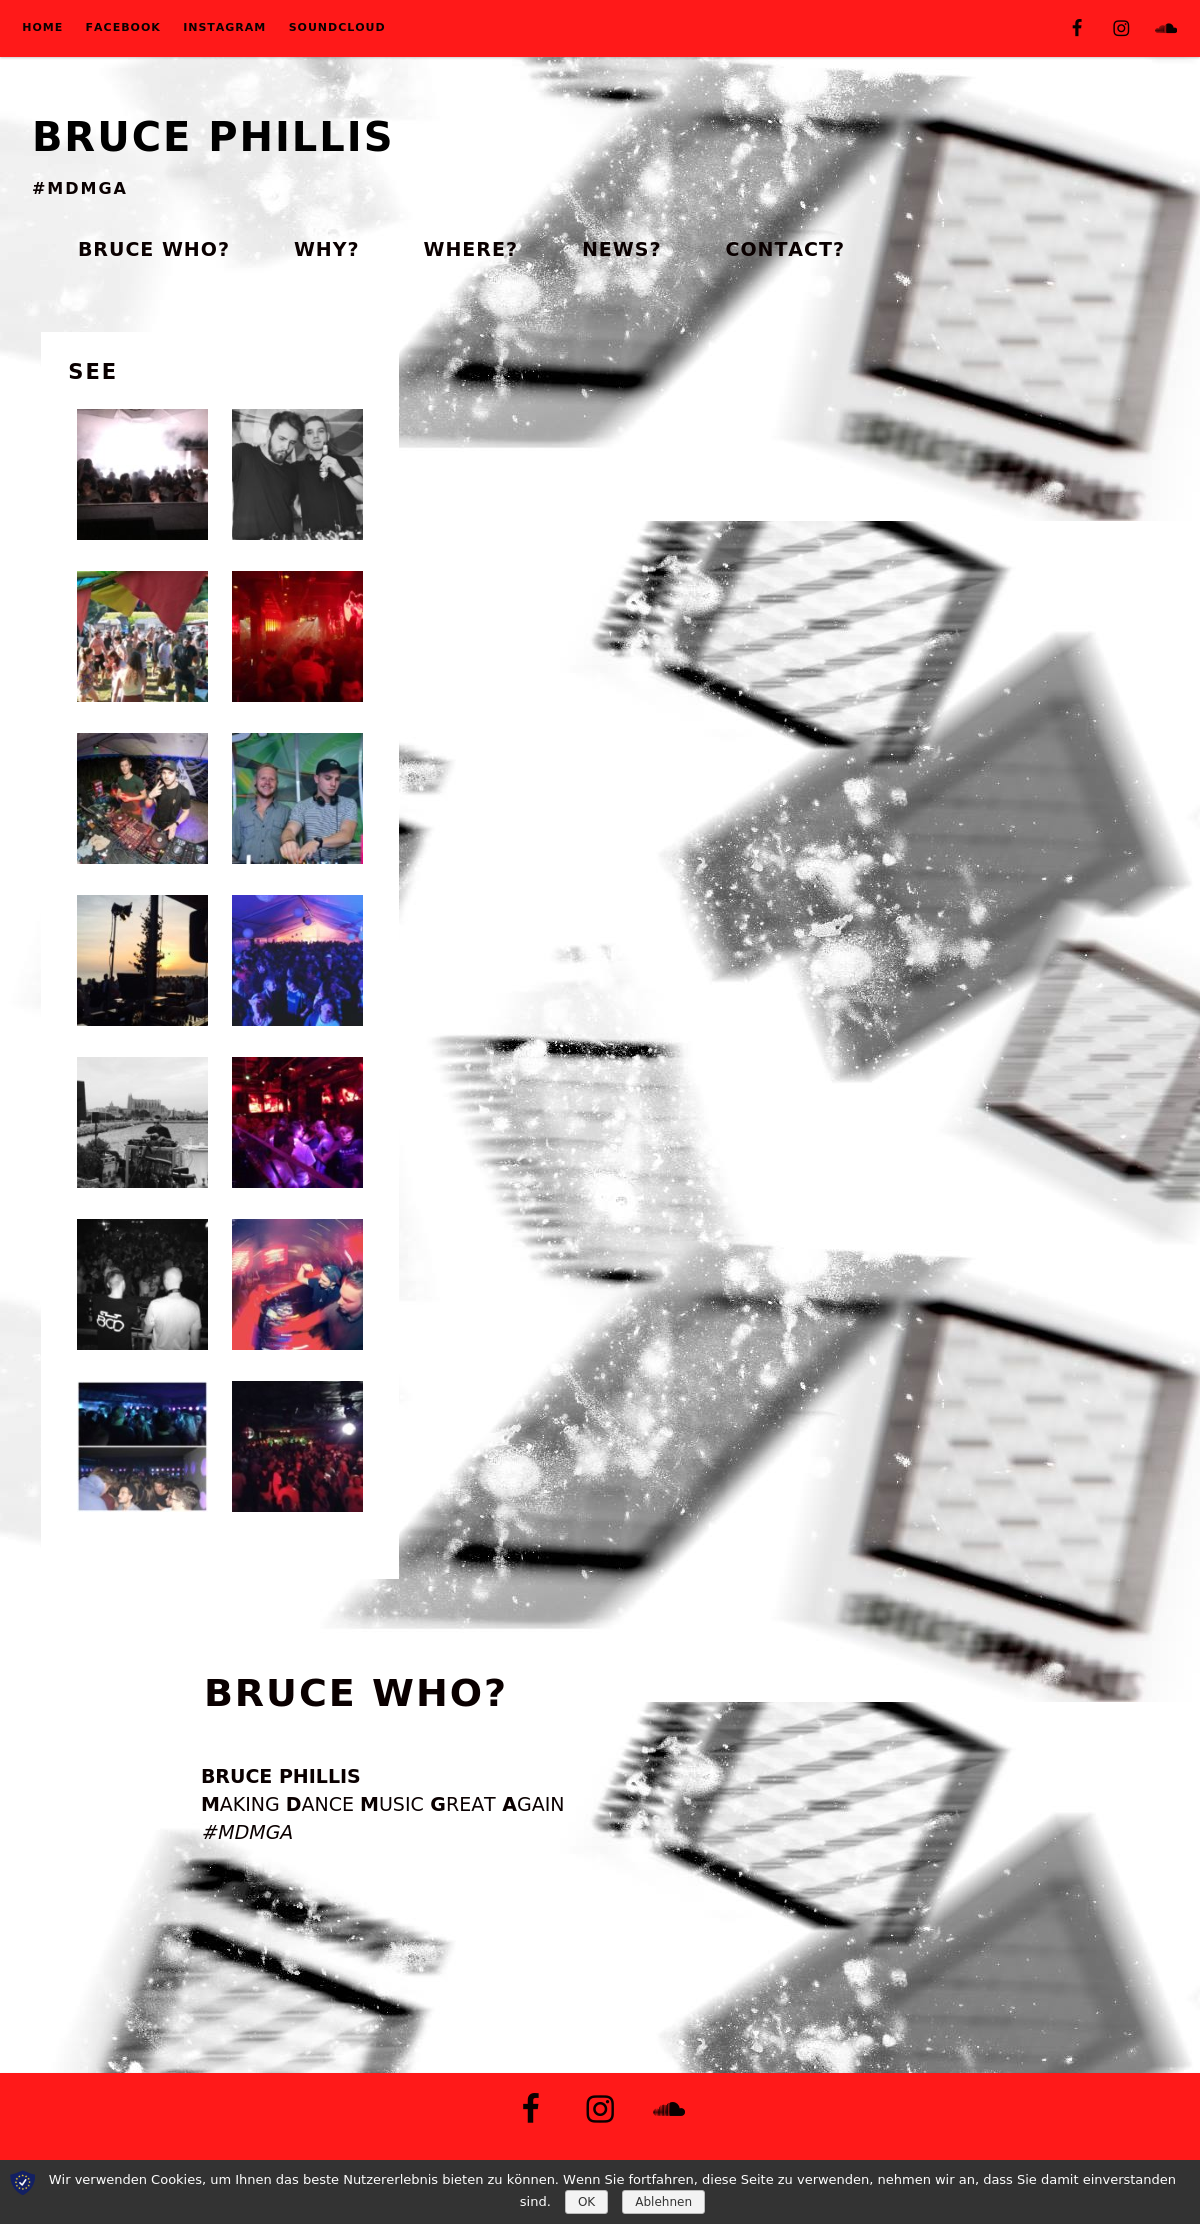 HOME FACEBOOK INSTAGRAM SOUNDCLOUD
BRUCE PHILLIS
#MDMGA
BRUCE WHO? WHY? WHERE? NEWS? CONTACT?
SEE
BRUCE WHO?
BRUCE PHILLIS
MAKING DANCE MUSIC GREAT AGAIN
#MDMGA
Wir verwenden Cookies, um Ihnen das beste Nutzererlebnis bieten zu können. Wenn Sie fortfahren, diese Seite zu verwenden, nehmen wir an, dass Sie damit einverstanden
sind. OK Ablehnen